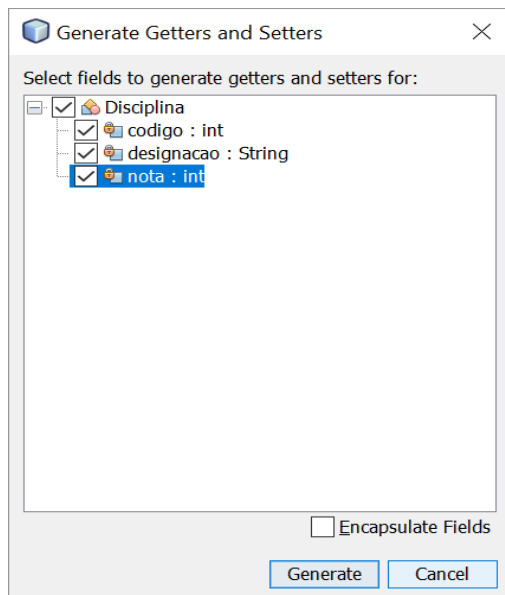 Generate Getters and Setters
Select fields to generate getters and setters for:
Disciplina
codigo : int
designacao : String
nota : int
Encapsulate Fields
Generate Cancel